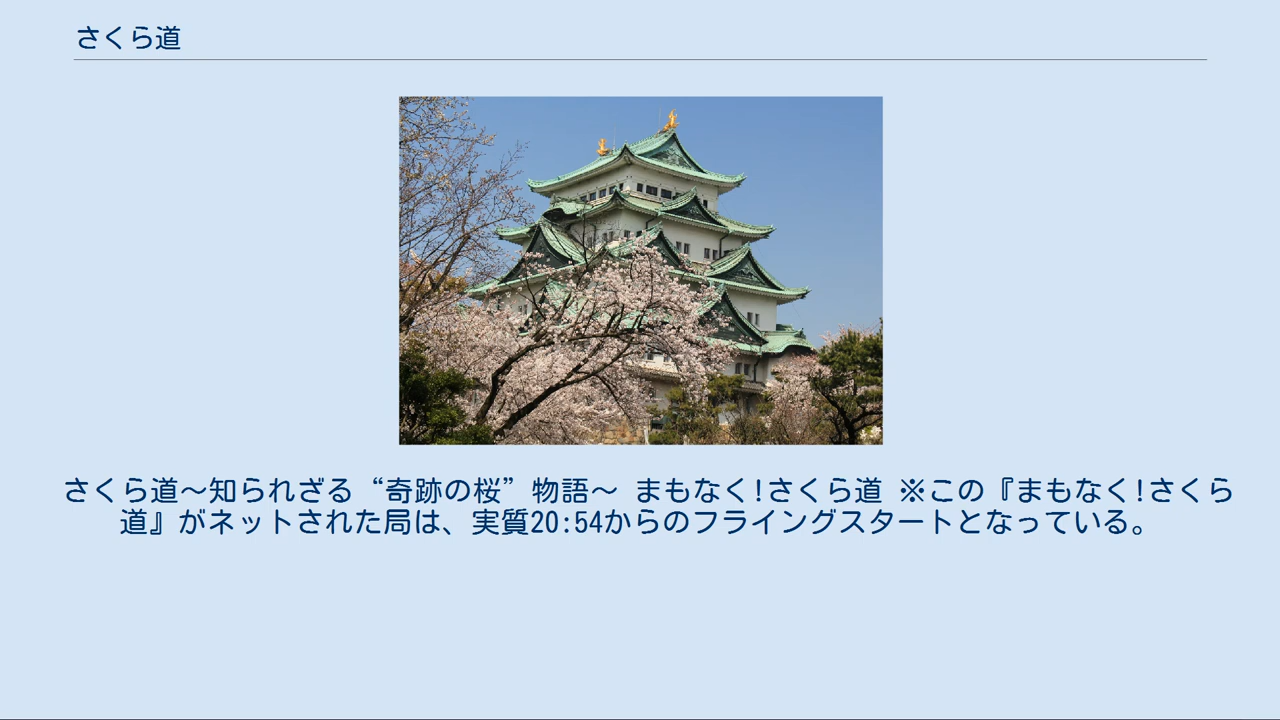 さくら道
さくら道～知られざる“奇跡の桜”物語～ まもなく!さくら道 ※この『まもなく!さくら
道』がネットされた局は、実質20:54からのフライングスタートとなっている。